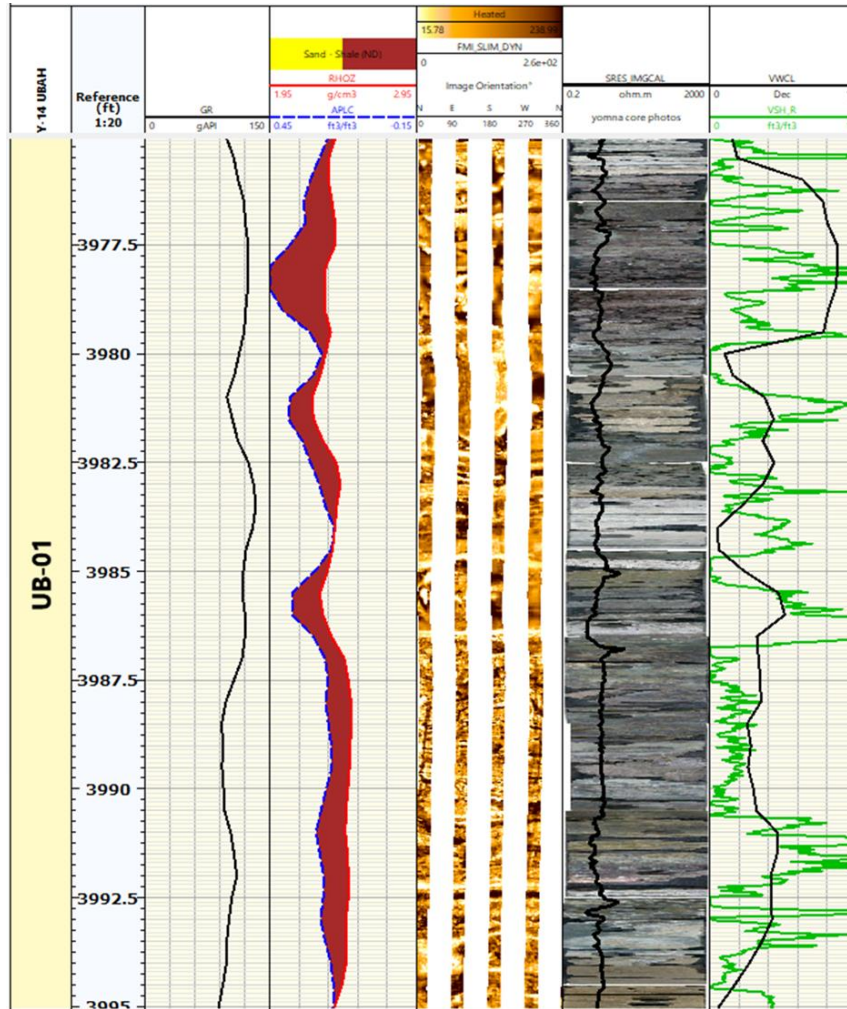 Y-14 UBAH
Reference
(ft)
1:20
GR
0 gAPI 150
Sand - Shale (ND)
RHOZ
1.95 g/cm3 2.95
APLC
0.45 ft3/ft3 -0.15
Heated
15.78 238.99
FMI_SLIM_DYN
0 2.6e+02
Image Orientation°
N E S W N
0 90 180 270 360
SRES_IMGCAL
0.2 ohm.m 2000
yomna core photos
VWCL
0 Dec
VSH_R
0 ft3/ft3
UB-01
3977.5
3980
3982.5
3985
3987.5
3990
3992.5
3995